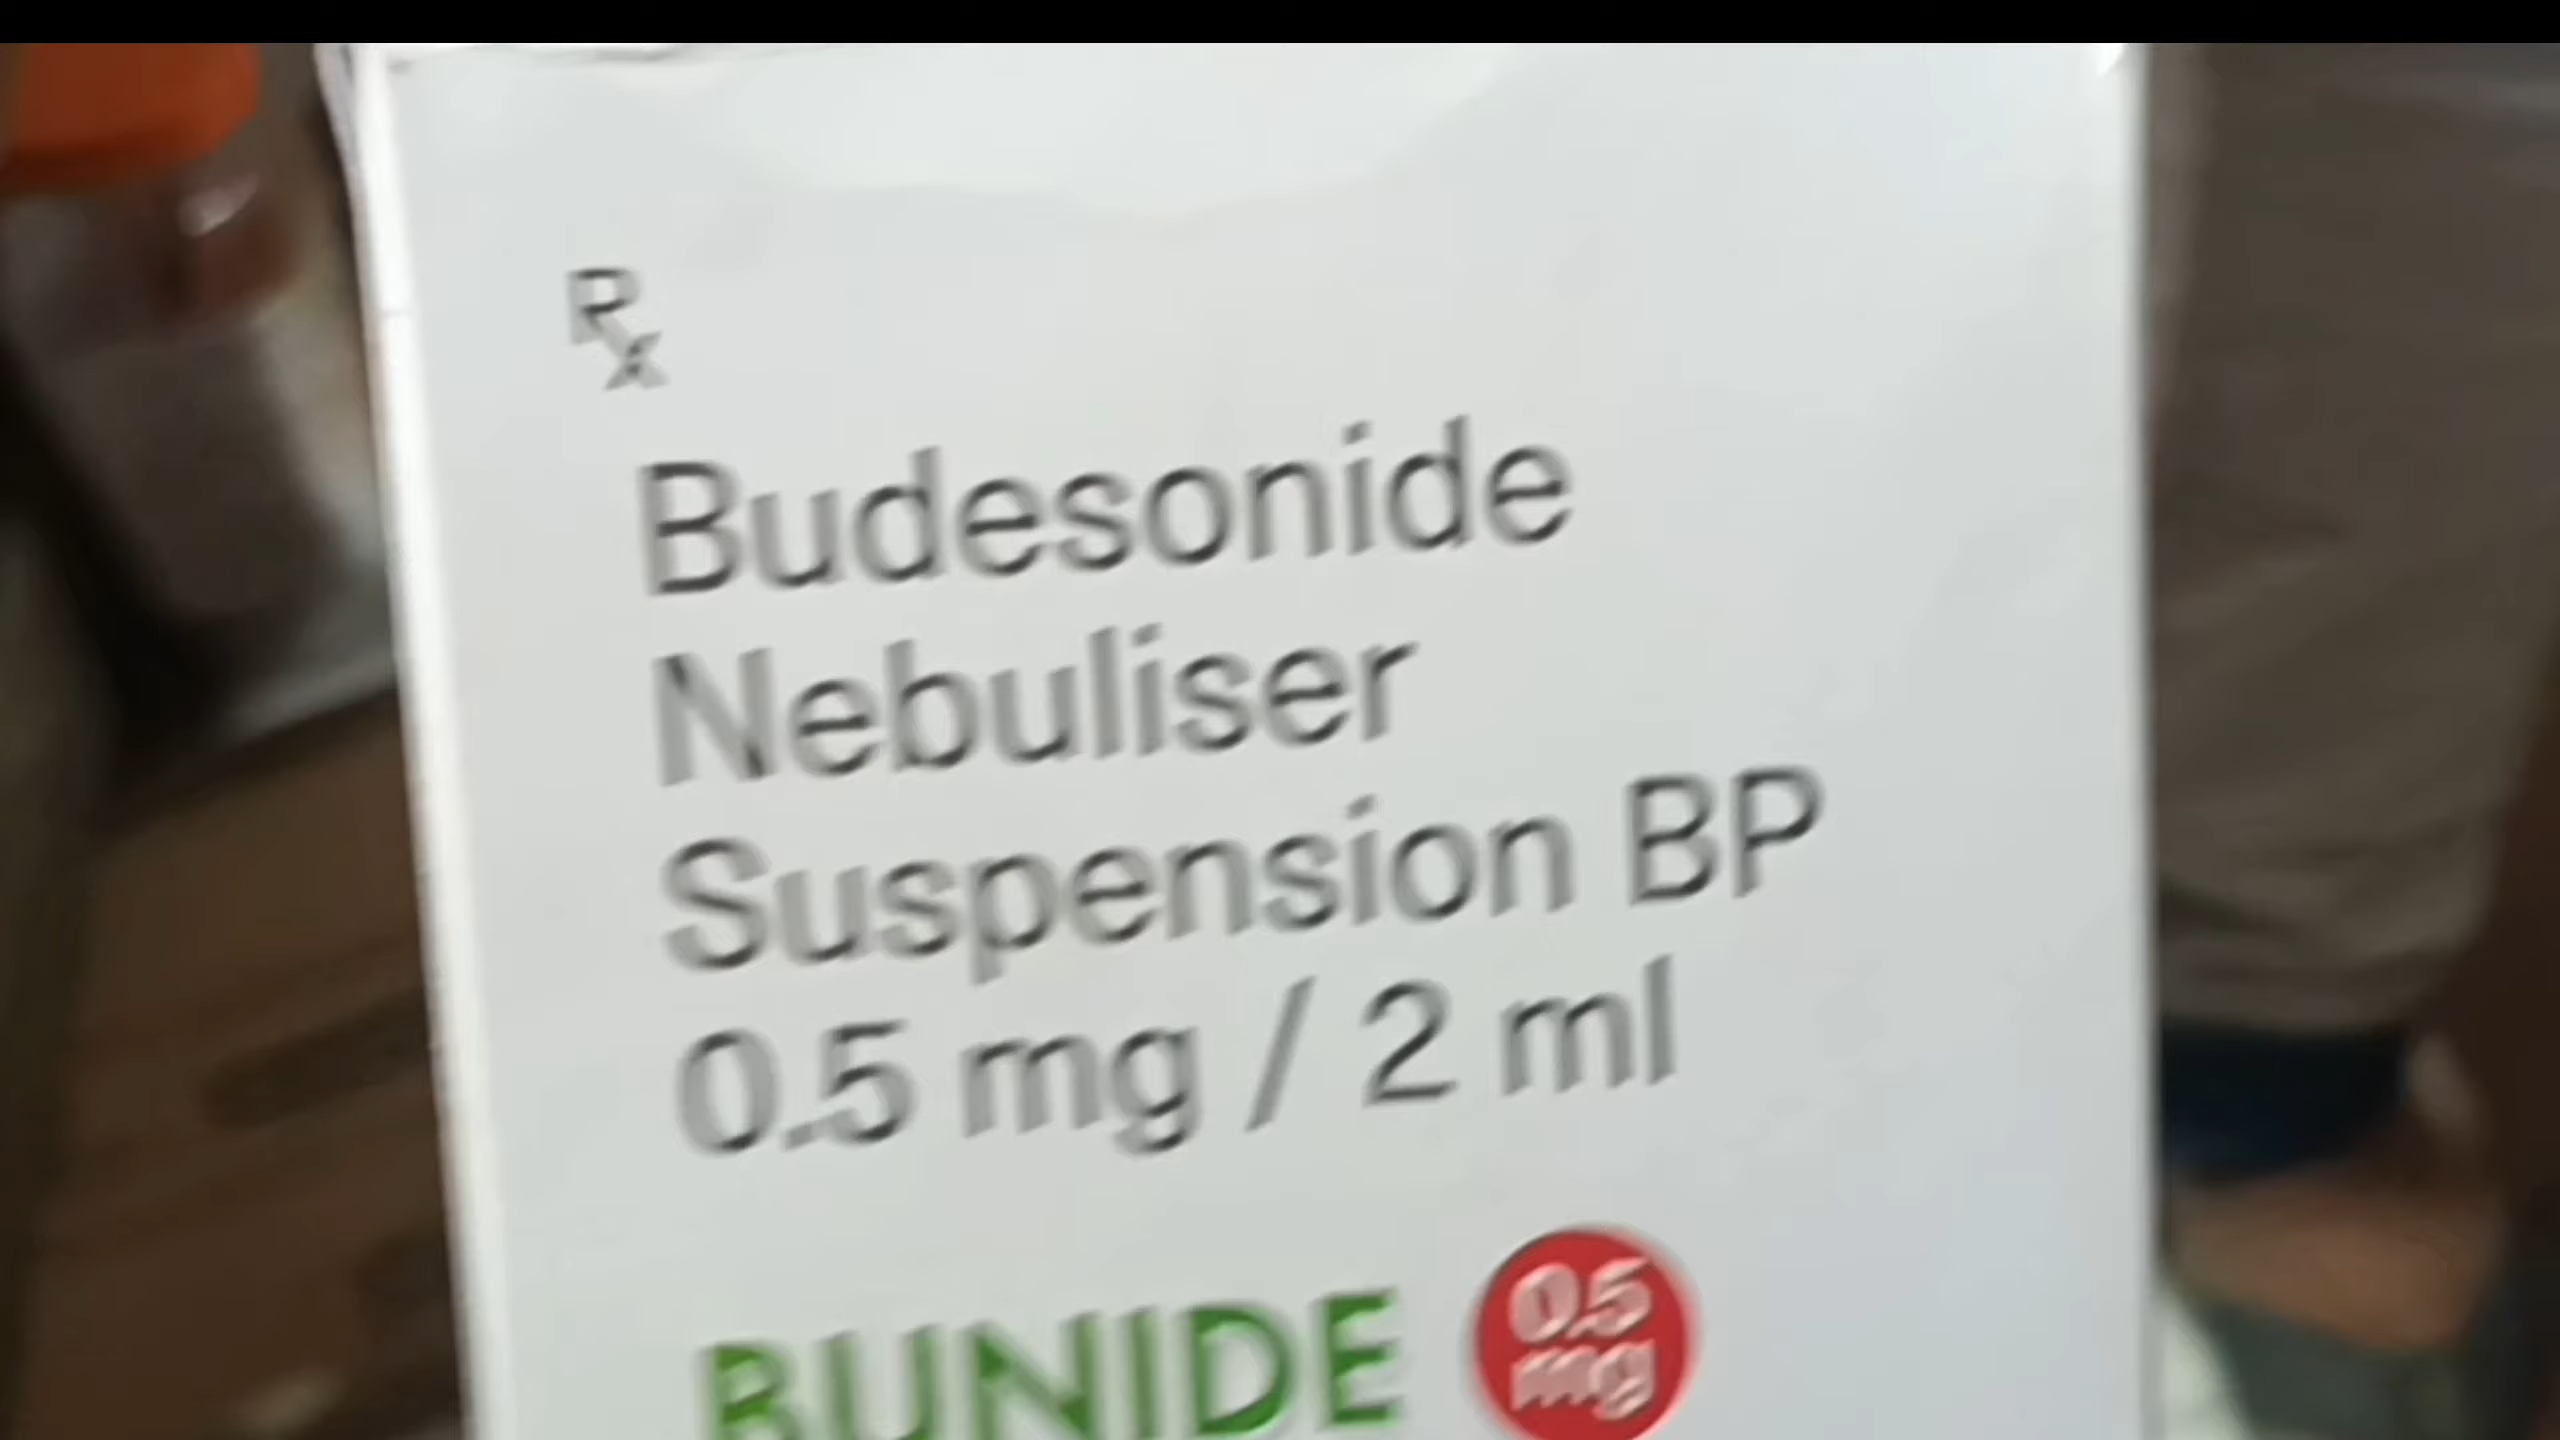 Rx
Budesonide
Nebuliser
Suspension BP
0.5 mg / 2 ml
BUNIDE 0.5 mg